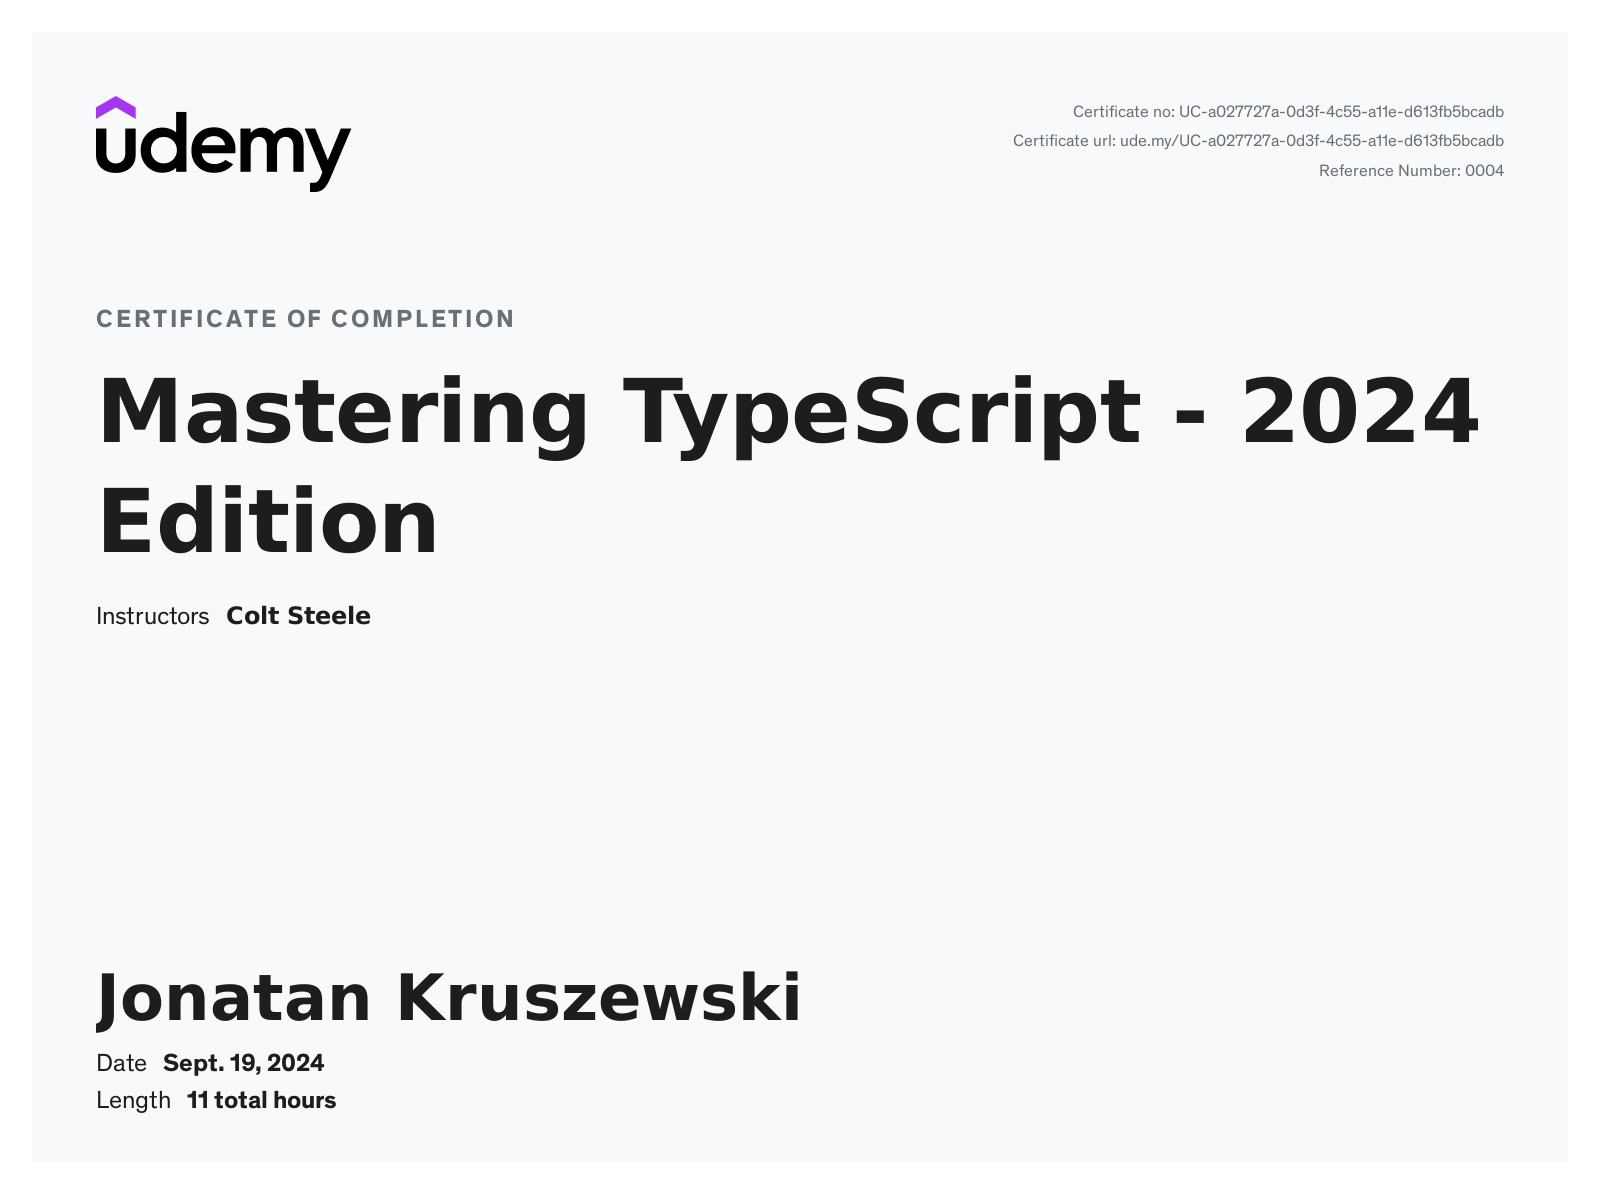 udemy
Certificate no: UC-a027727a-0d3f-4c55-a11e-d613fb5bcadb
Certificate url: ude.my/UC-a027727a-0d3f-4c55-a11e-d613fb5bcadb
Reference Number: 0004
CERTIFICATE OF COMPLETION
Mastering TypeScript - 2024
Edition
Instructors Colt Steele
Jonatan Kruszewski
Date Sept. 19, 2024
Length 11 total hours